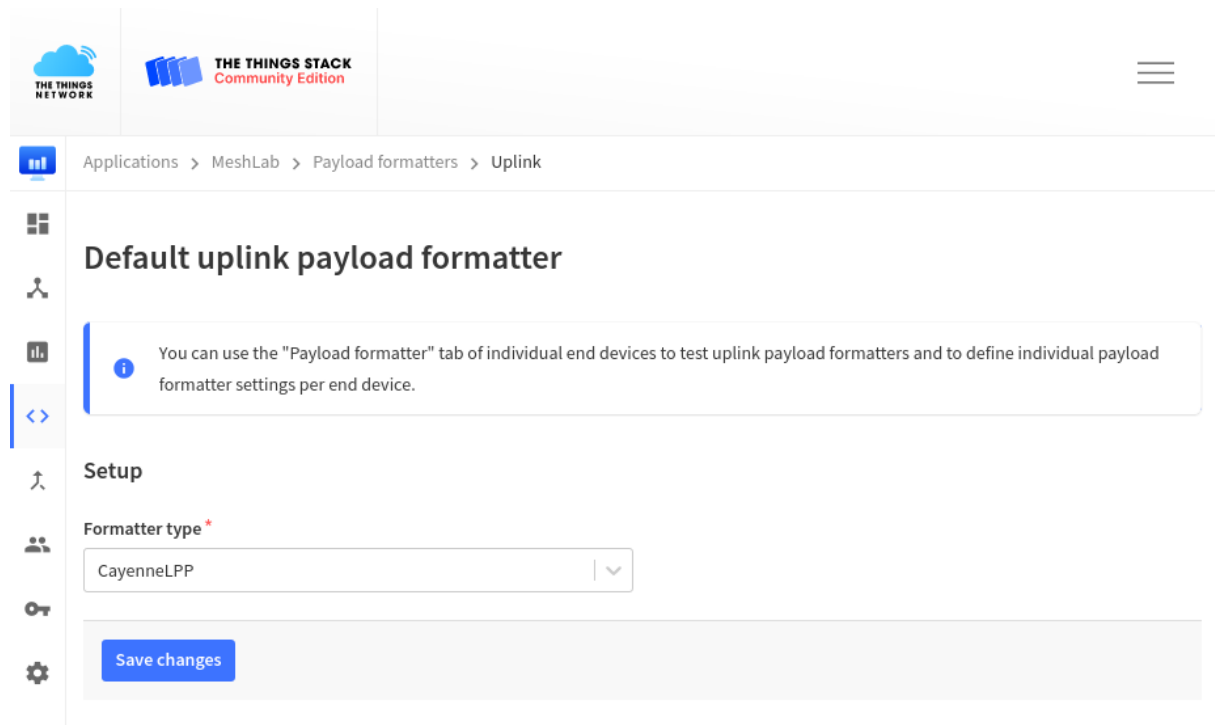 THE THINGS
NETWORK
THE THINGS STACK
Community Edition
Applications > MeshLab > Payload formatters > Uplink
Default uplink payload formatter
You can use the "Payload formatter" tab of individual end devices to test uplink payload formatters and to define individual payload
formatter settings per end device.
Setup
Formatter type*
CayenneLPP
Save changes